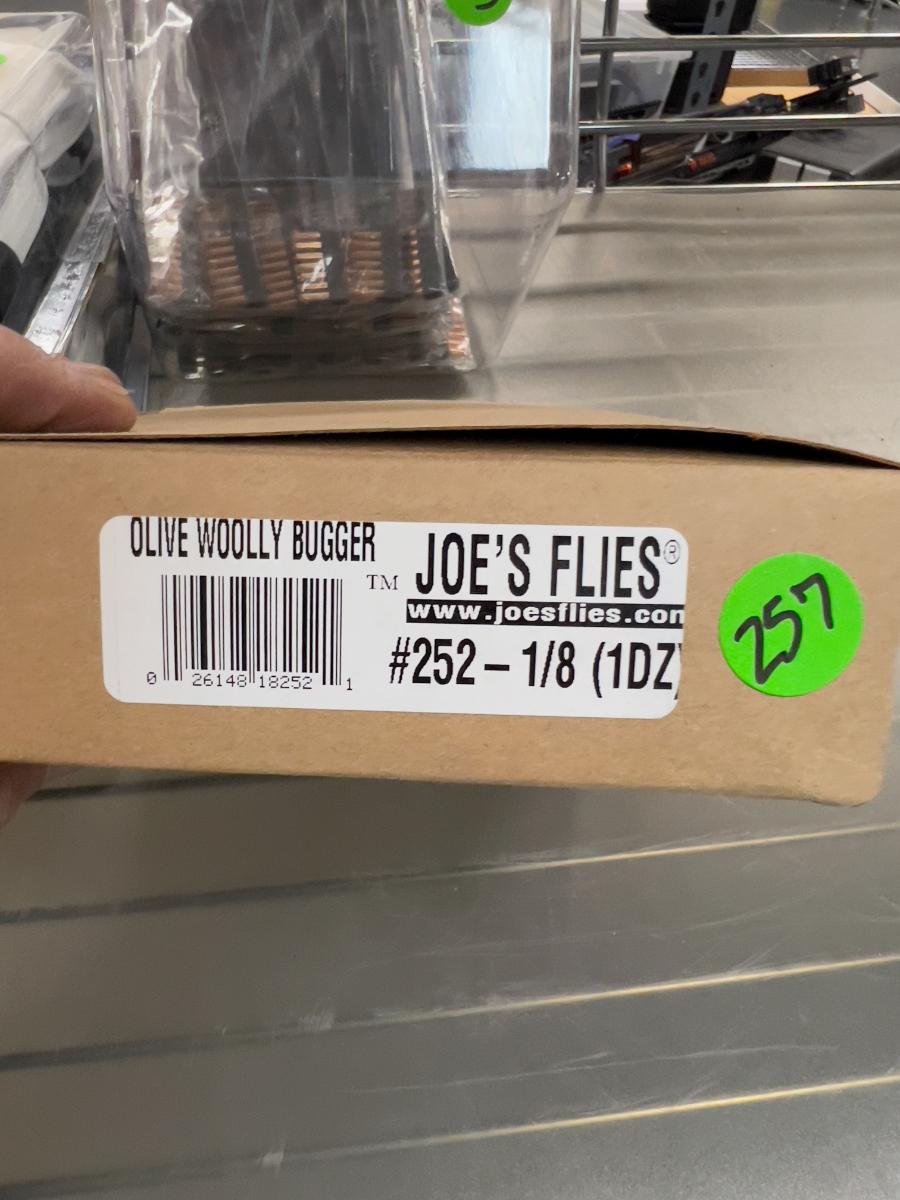 OLIVE WOOLLY BUGGER
™ JOE'S FLIES®
www.joesflies.com
#252 – 1/8 (1DZ)
0 26148 18252 1
257